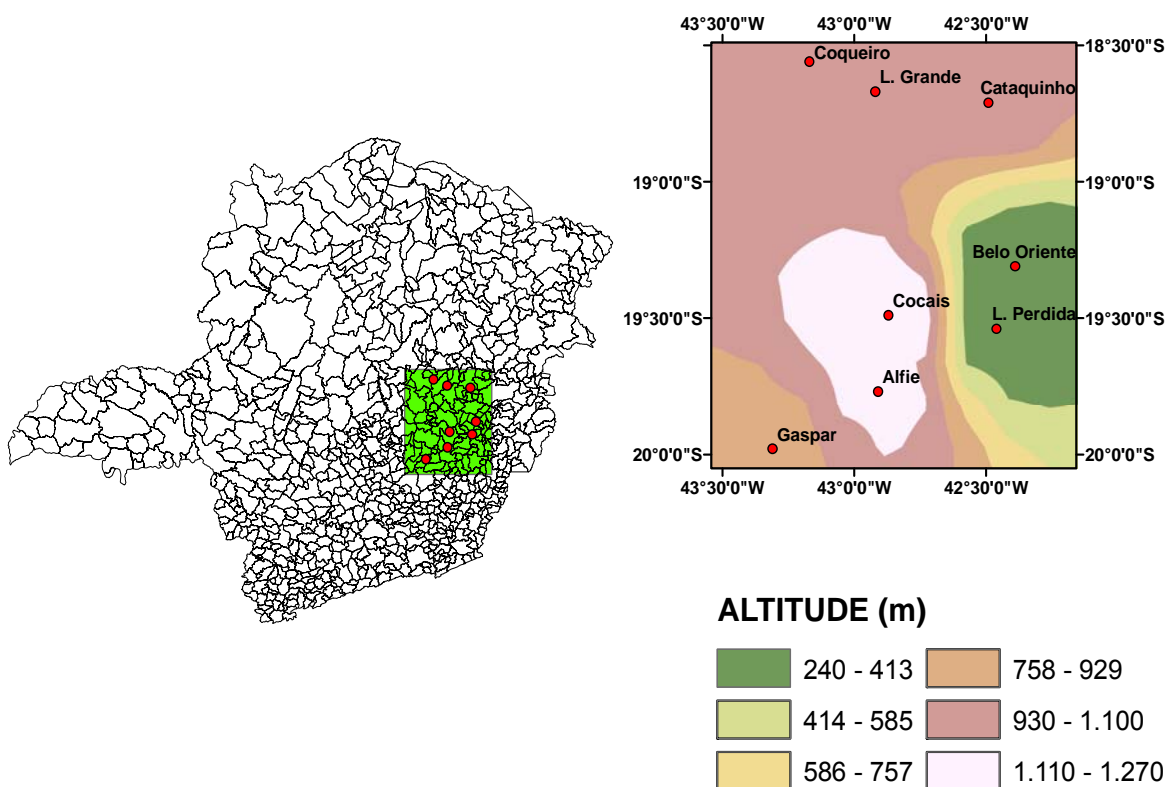 43°30'0"W 43°0'0"W 42°30'0"W
18°30'0"S
Coqueiro
L. Grande
Cataquinho
19°0'0"S 19°0'0"S
Belo Oriente
Cocais
L. Perdida
19°30'0"S 19°30'0"S
Alfie
Gaspar
20°0'0"S 20°0'0"S
43°30'0"W 43°0'0"W 42°30'0"W
ALTITUDE (m)
240 - 413 758 - 929
414 - 585 930 - 1.100
586 - 757 1.110 - 1.270